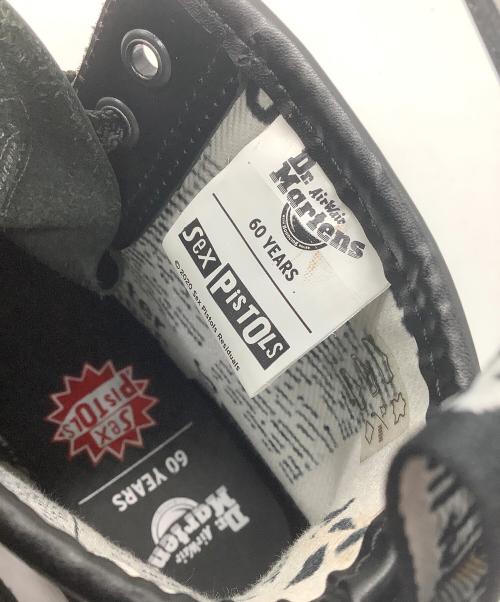 Dr. AirWair
Martens
60 YEARS
SeX PiSTOLs
© 2020 Sex Pistols Residuals
SeX
PiSTOLS
60 YEARS
Dr. AirWair
Martens